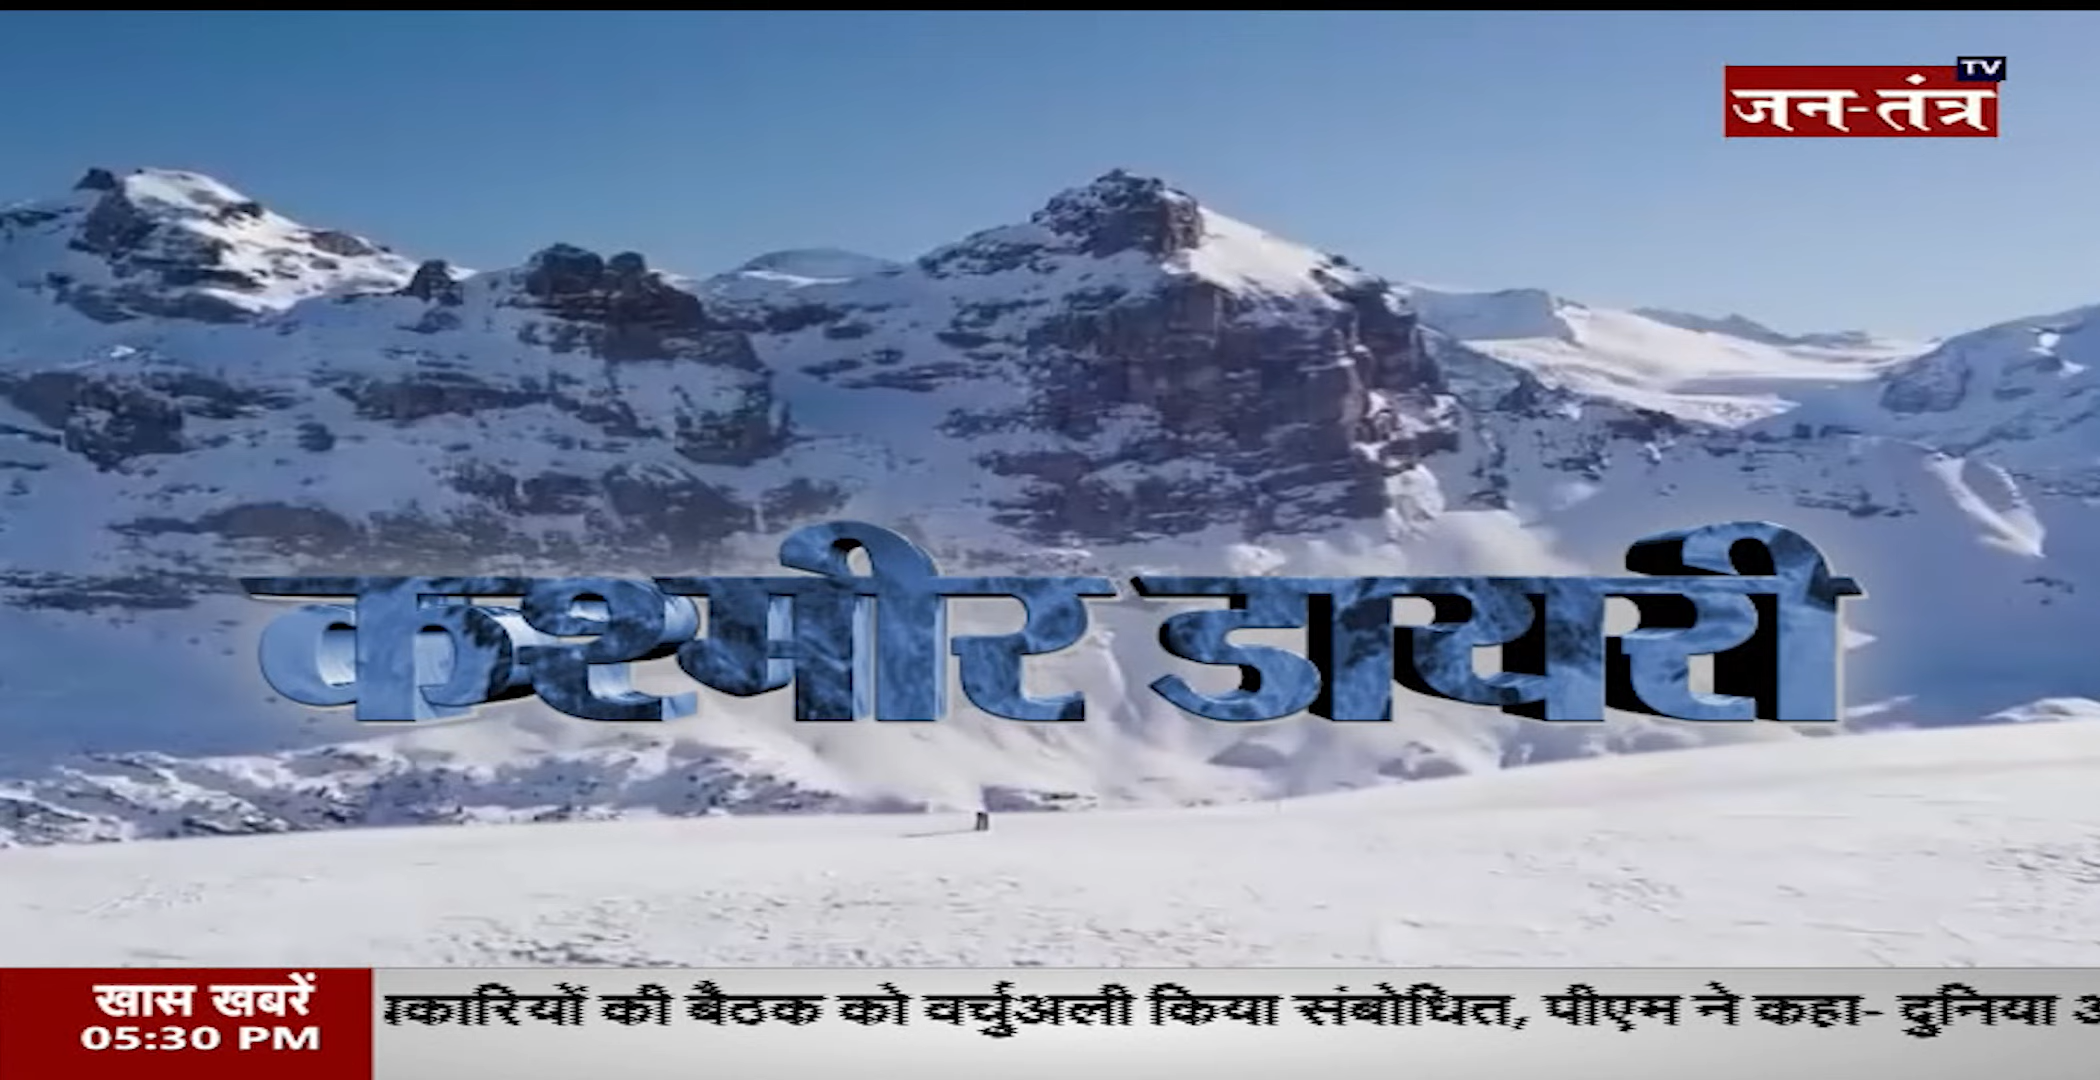 TV
जन-तंत्र
कश्मीर डायरी
खास खबरें
05:30 PM
की बैठक को वर्चुअली किया संबोधित, पीएम ने कहा- दुनिया